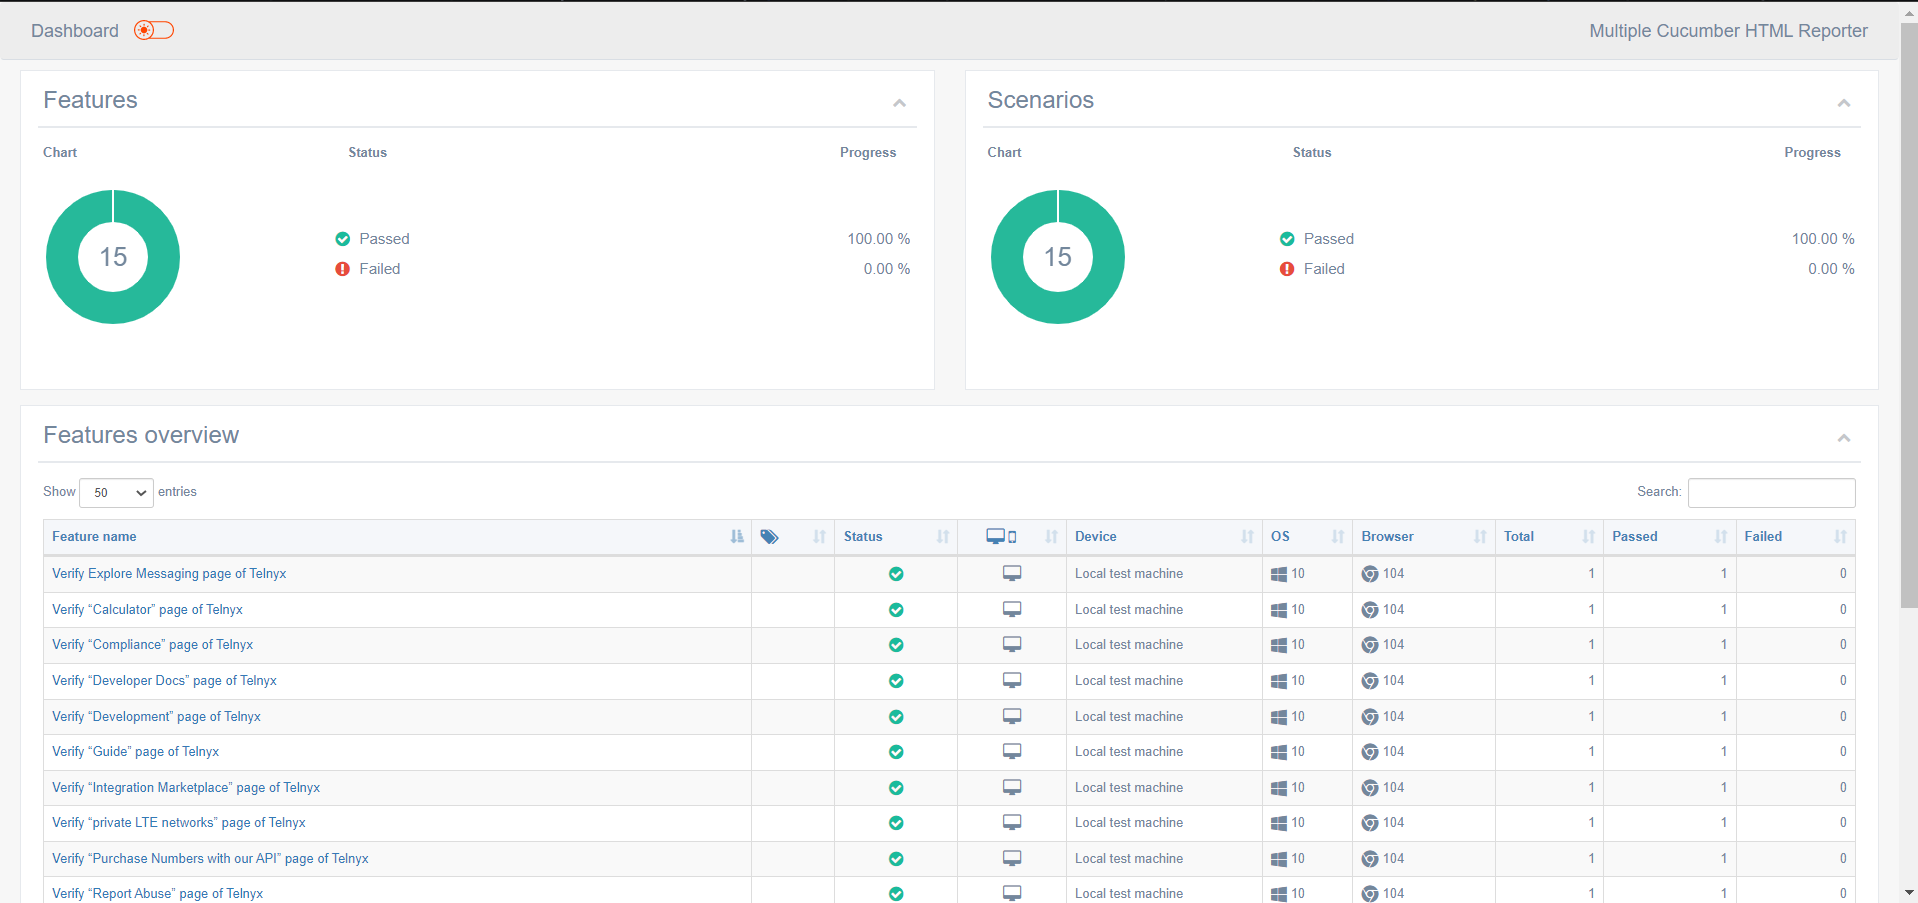 Dashboard Multiple Cucumber HTML Reporter
Features
Chart Status Progress
15
Passed 100.00 %
Failed 0.00 %
Scenarios
Chart Status Progress
15
Passed 100.00 %
Failed 0.00 %
Features overview
Show 50 entries Search:
Feature name Status Device OS Browser Total Passed Failed
Verify Explore Messaging page of Telnyx Local test machine 10 104 1 1 0
Verify “Calculator” page of Telnyx Local test machine 10 104 1 1 0
Verify “Compliance” page of Telnyx Local test machine 10 104 1 1 0
Verify “Developer Docs” page of Telnyx Local test machine 10 104 1 1 0
Verify “Development” page of Telnyx Local test machine 10 104 1 1 0
Verify “Guide” page of Telnyx Local test machine 10 104 1 1 0
Verify “Integration Marketplace” page of Telnyx Local test machine 10 104 1 1 0
Verify “private LTE networks” page of Telnyx Local test machine 10 104 1 1 0
Verify “Purchase Numbers with our API” page of Telnyx Local test machine 10 104 1 1 0
Verify “Report Abuse” page of Telnyx Local test machine 10 104 1 1 0